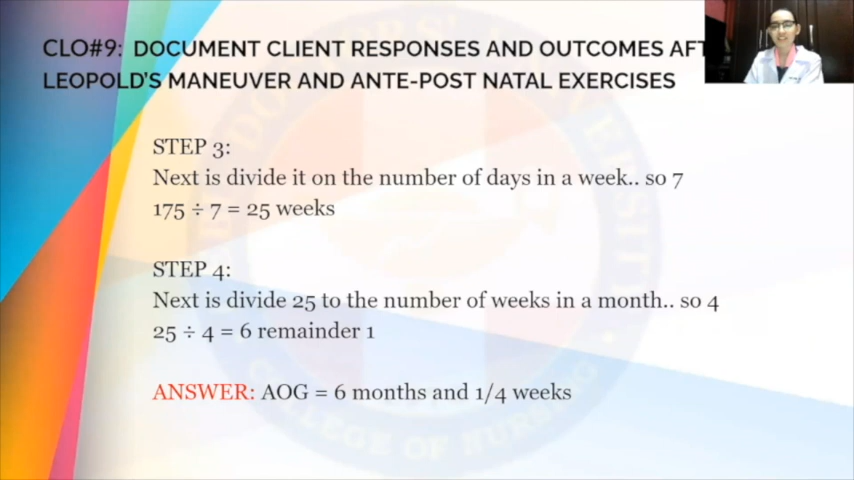 CLO#9: DOCUMENT CLIENT RESPONSES AND OUTCOMES
LEOPOLD'S MANEUVER AND ANTE-POST NATAL EXERCISES
STEP 3:
Next is divide it on the number of days in a week.. so 7
175 ÷ 7 = 25 weeks
STEP 4:
Next is divide 25 to the number of weeks in a month.. so 4
25 ÷ 4 = 6 remainder 1
ANSWER: AOG = 6 months and 1/4 weeks
COLLEGE OF NURSING